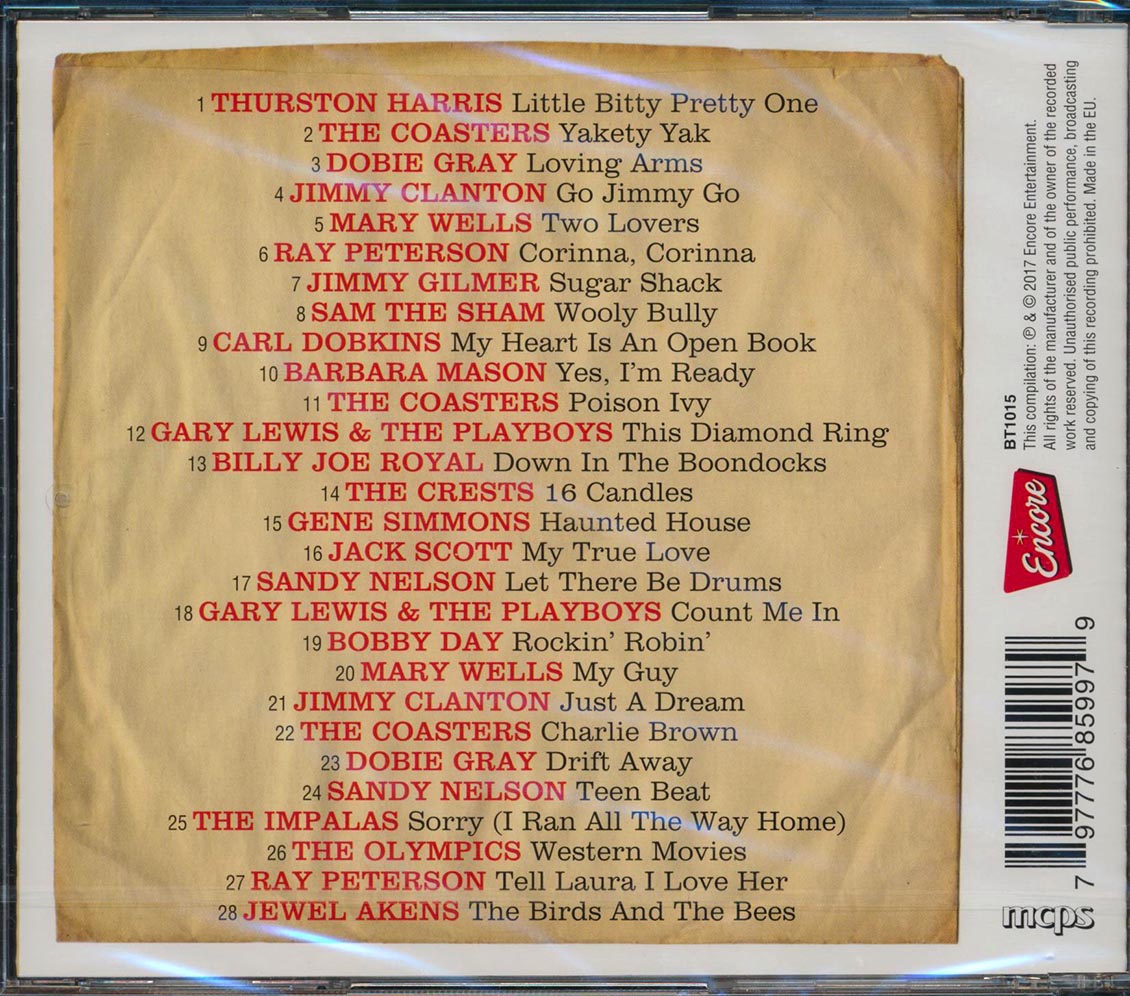 1 THURSTON HARRIS Little Bitty Pretty One
2 THE COASTERS Yakety Yak
3 DOBIE GRAY Loving Arms
4 JIMMY CLANTON Go Jimmy Go
5 MARY WELLS Two Lovers
6 RAY PETERSON Corinna, Corinna
7 JIMMY GILMER Sugar Shack
8 SAM THE SHAM Wooly Bully
9 CARL DOBKINS My Heart Is An Open Book
10 BARBARA MASON Yes, I'm Ready
11 THE COASTERS Poison Ivy
12 GARY LEWIS & THE PLAYBOYS This Diamond Ring
13 BILLY JOE ROYAL Down In The Boondocks
14 THE CRESTS 16 Candles
15 GENE SIMMONS Haunted House
16 JACK SCOTT My True Love
17 SANDY NELSON Let There Be Drums
18 GARY LEWIS & THE PLAYBOYS Count Me In
19 BOBBY DAY Rockin' Robin'
20 MARY WELLS My Guy
21 JIMMY CLANTON Just A Dream
22 THE COASTERS Charlie Brown
23 DOBIE GRAY Drift Away
24 SANDY NELSON Teen Beat
25 THE IMPALAS Sorry (I Ran All The Way Home)
26 THE OLYMPICS Western Movies
27 RAY PETERSON Tell Laura I Love Her
28 JEWEL AKENS The Birds And The Bees
BT1015
This compilation: ℗ & © 2017 Encore Entertainment.
All rights of the manufacturer and of the owner of the recorded
work reserved. Unauthorised public performance, broadcasting
and copying of this recording prohibited. Made in the EU.
Encore
7 97776 85997 9
mcps